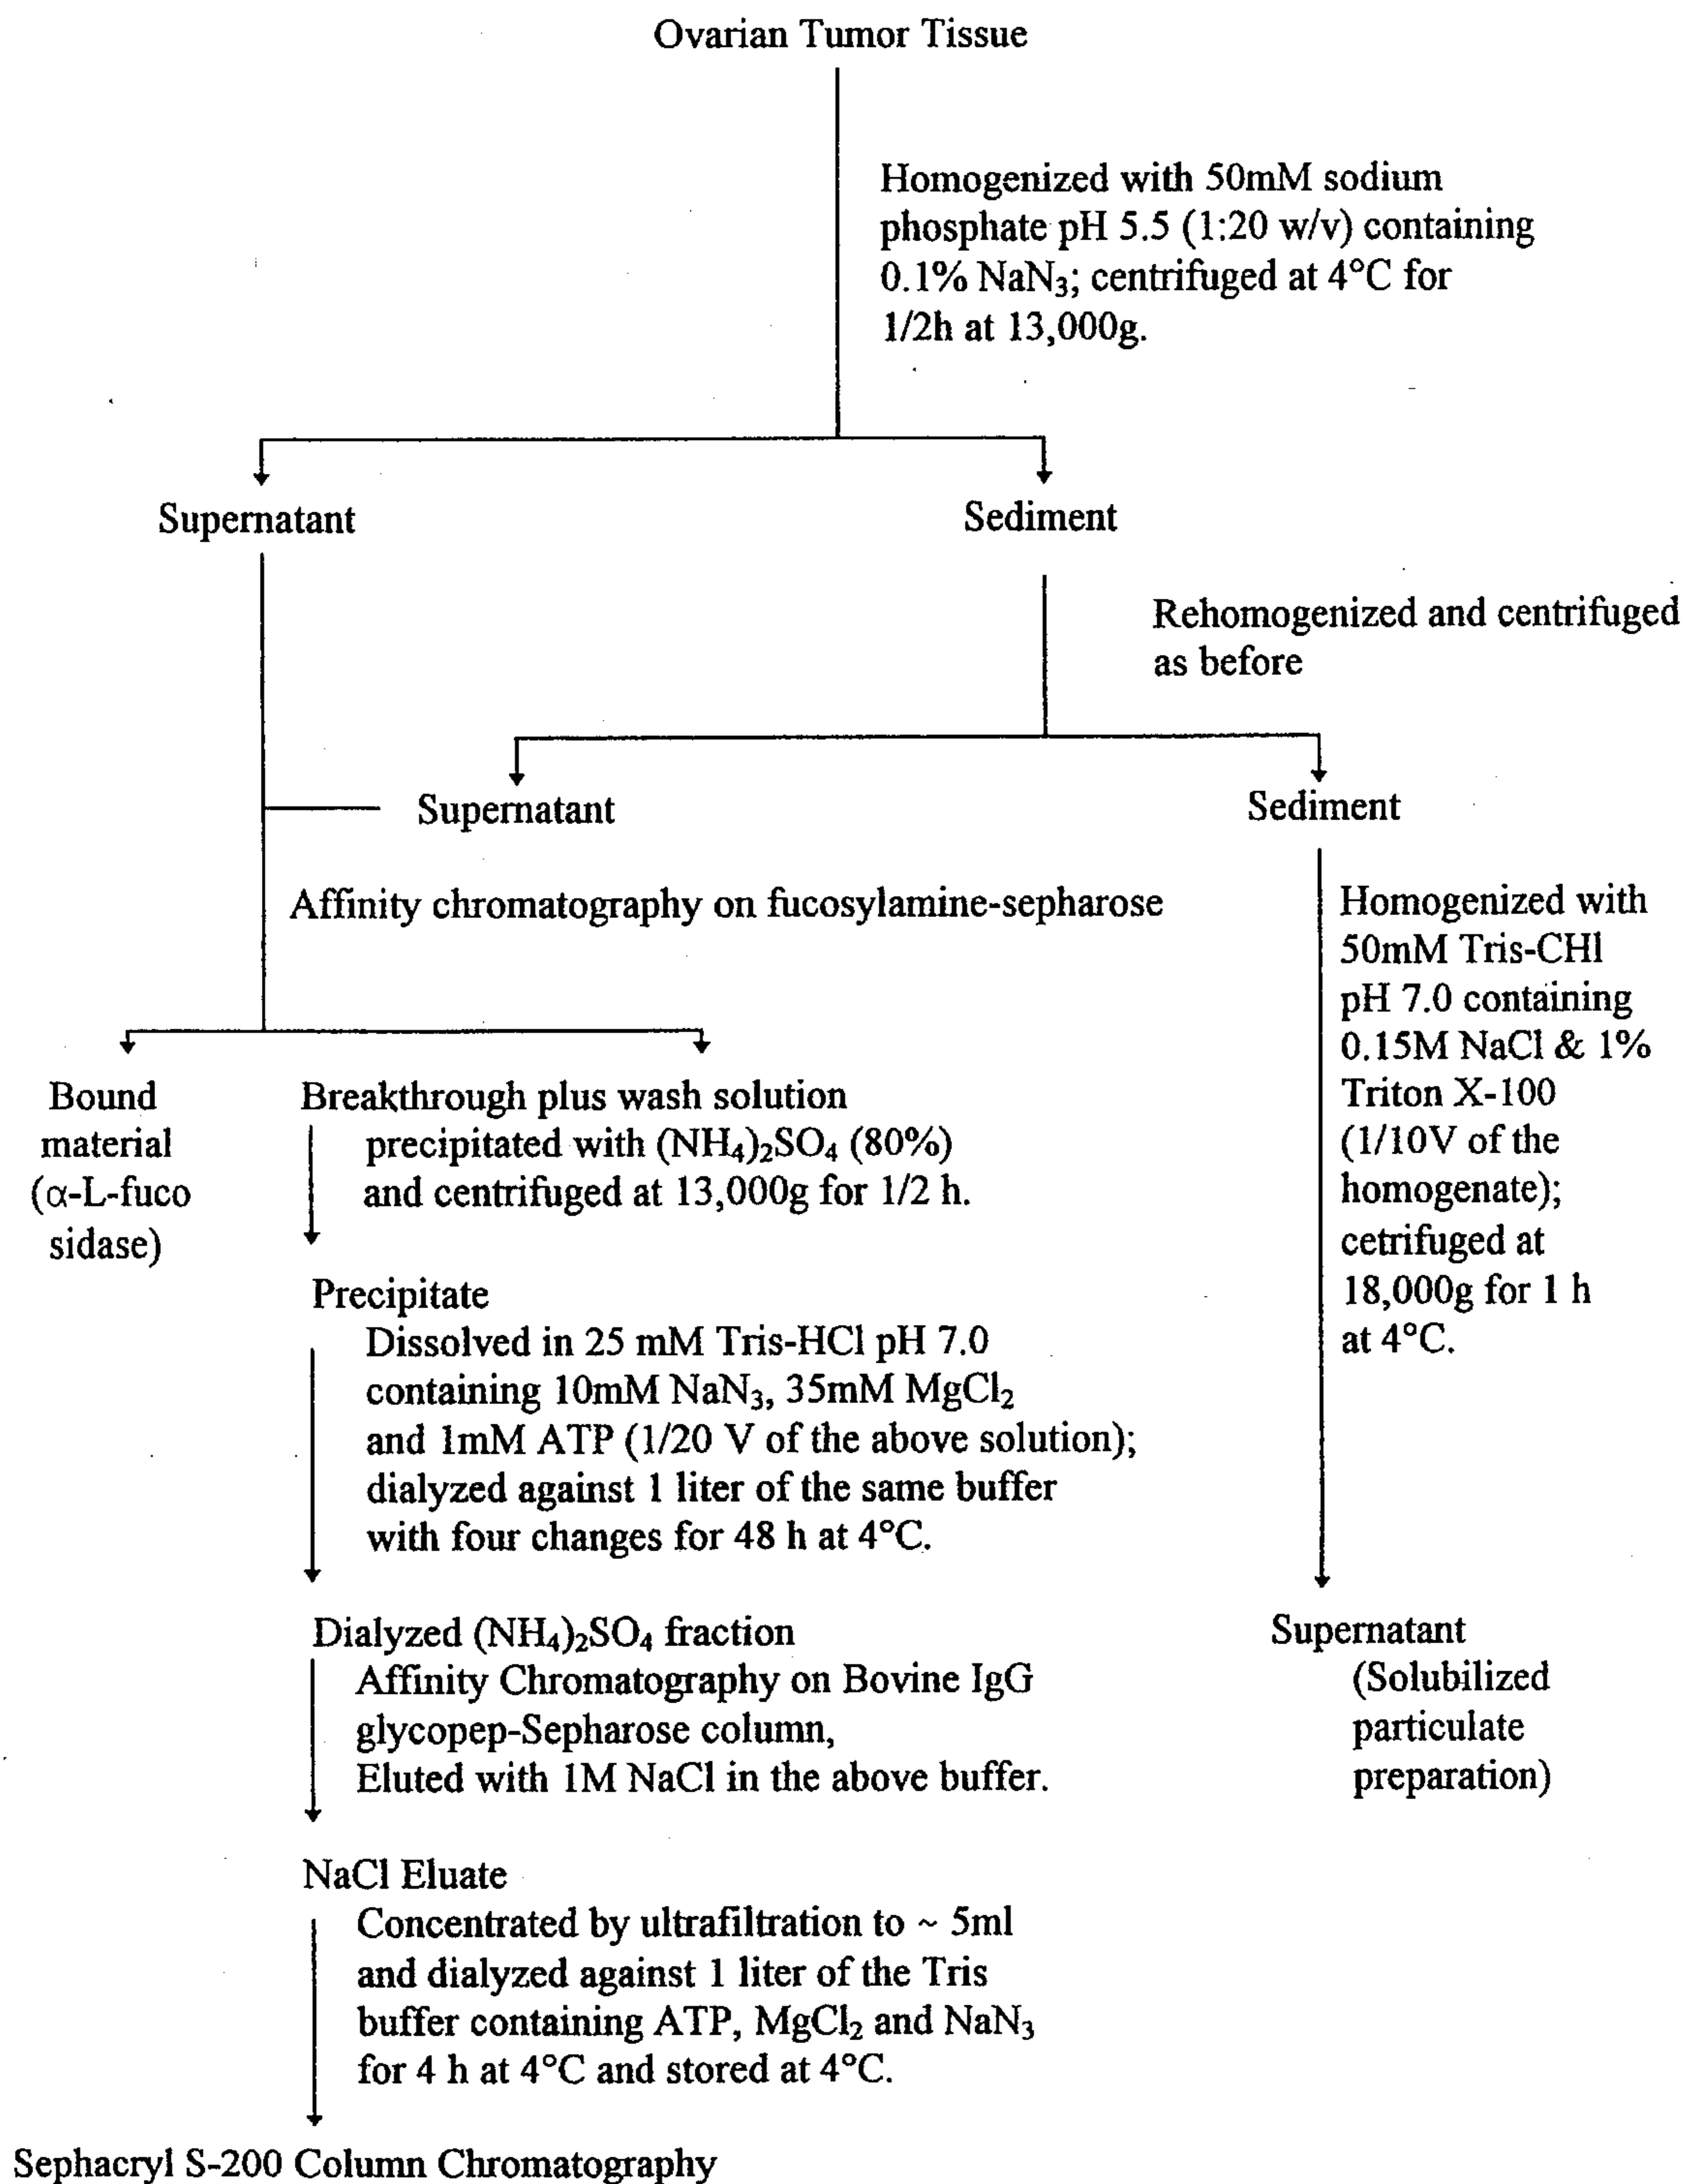 Ovarian Tumor Tissue
Homogenized with 50mM sodium
phosphate pH 5.5 (1:20 w/v) containing
0.1% NaN₃; centrifuged at 4°C for
1/2h at 13,000g.
Supernatant
Sediment
Rehomogenized and centrifuged
as before
Supernatant
Sediment
Affinity chromatography on fucosylamine-sepharose
Homogenized with
50mM Tris-CHl
pH 7.0 containing
0.15M NaCl & 1%
Triton X-100
(1/10V of the
homogenate);
cetrifuged at
18,000g for 1 h
at 4°C.
Bound
material
(α-L-fuco
sidase)
Breakthrough plus wash solution
precipitated with (NH₄)₂SO₄ (80%)
and centrifuged at 13,000g for 1/2 h.
Precipitate
Dissolved in 25 mM Tris-HCl pH 7.0
containing 10mM NaN₃, 35mM MgCl₂
and 1mM ATP (1/20 V of the above solution);
dialyzed against 1 liter of the same buffer
with four changes for 48 h at 4°C.
Dialyzed (NH₄)₂SO₄ fraction
Affinity Chromatography on Bovine IgG
glycopep-Sepharose column,
Eluted with 1M NaCl in the above buffer.
Supernatant
(Solubilized
particulate
preparation)
NaCl Eluate
Concentrated by ultrafiltration to ~ 5ml
and dialyzed against 1 liter of the Tris
buffer containing ATP, MgCl₂ and NaN₃
for 4 h at 4°C and stored at 4°C.
Sephacryl S-200 Column Chromatography